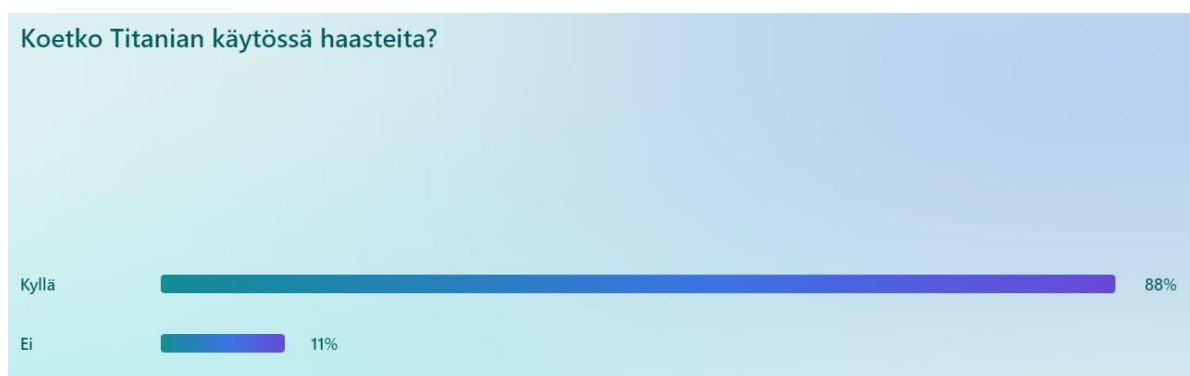 Koetko Titanian käytössä haasteita?
Kyllä 88%
Ei 11%